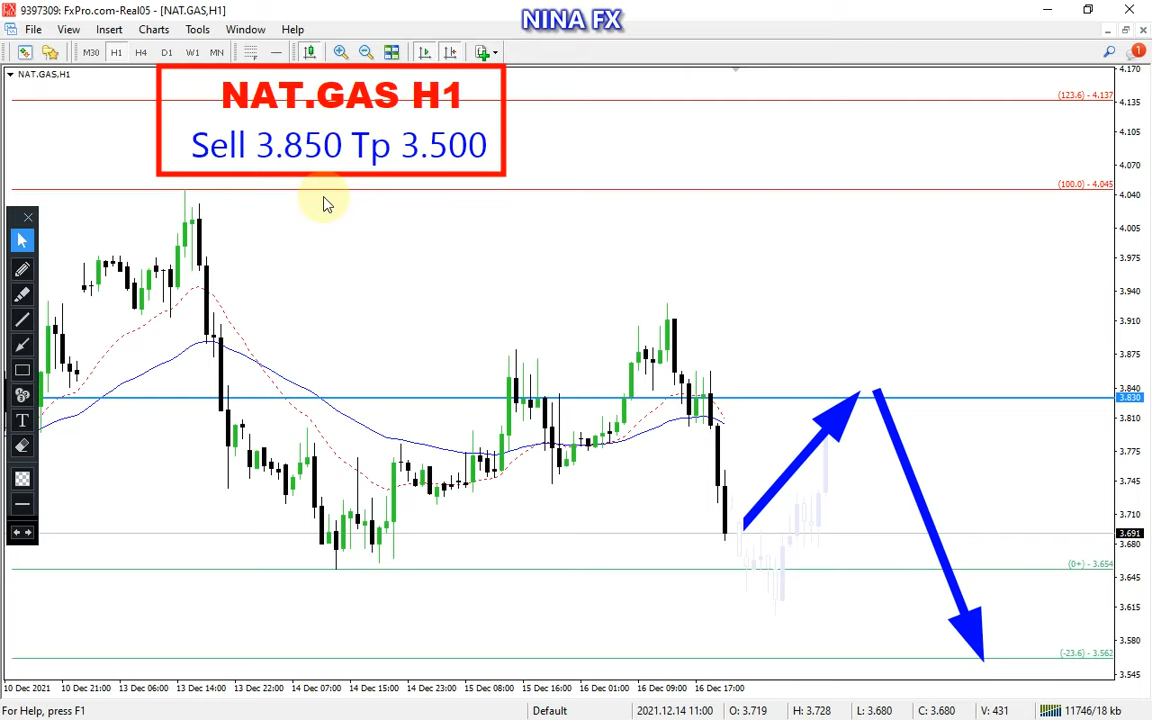 9397309: FxPro.com-Real05 - [NAT.GAS,H1]
NINA FX
File View Insert Charts Tools Window Help
M30 H1 H4 D1 W1 MN
1
NAT.GAS,H1
NAT.GAS H1
Sell 3.850 Tp 3.500
(123.6) - 4.137
(100.0) - 4.045
(0+) - 3.654
(-23.6) - 3.562
4.170
4.135
4.105
4.070
4.040
4.005
3.975
3.940
3.910
3.875
3.840
3.830
3.810
3.775
3.745
3.710
3.691
3.680
3.645
3.615
3.580
3.545
T
10 Dec 2021 10 Dec 21:00 13 Dec 06:00 13 Dec 14:00 13 Dec 22:00 14 Dec 07:00 14 Dec 15:00 14 Dec 23:00 15 Dec 08:00 15 Dec 16:00 16 Dec 01:00 16 Dec 09:00 16 Dec 17:00
For Help, press F1 Default 2021.12.14 11:00 O: 3.719 H: 3.728 L: 3.680 C: 3.680 V: 431 11746/18 kb